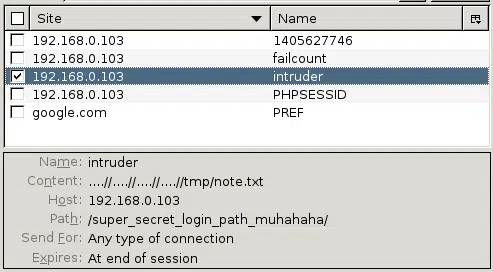 Site Name
192.168.0.103 1405627746
192.168.0.103 failcount
192.168.0.103 intruder
192.168.0.103 PHPSESSID
google.com PREF
Name: intruder
Content: ....//....//....//....//tmp/note.txt
Host: 192.168.0.103
Path: /super_secret_login_path_muhahaha/
Send For: Any type of connection
Expires: At end of session